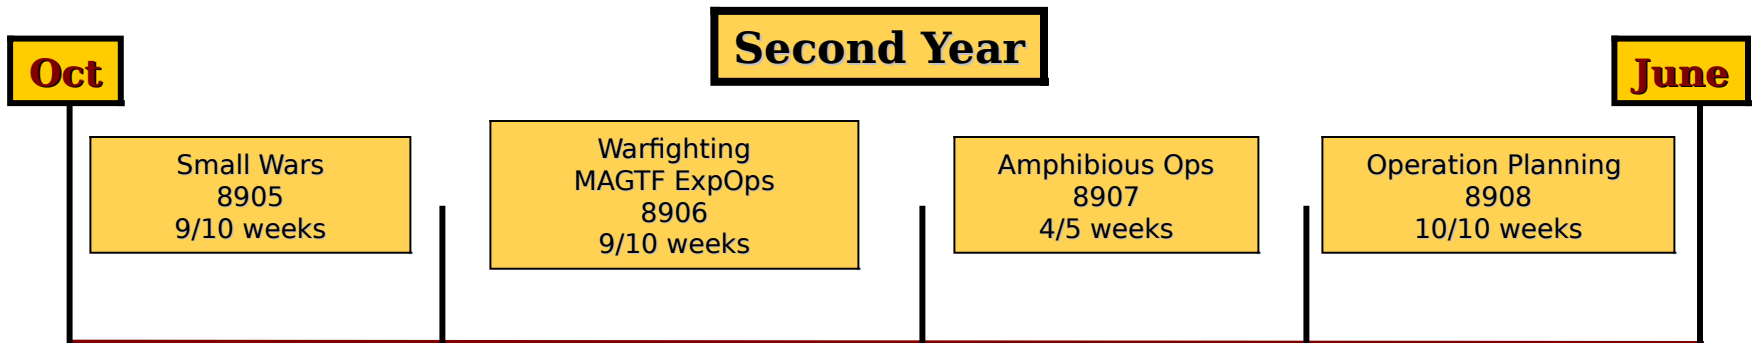 Second Year
Oct
June
Small Wars
8905
9/10 weeks
Warfighting
MAGTF ExpOps
8906
9/10 weeks
Amphibious Ops
8907
4/5 weeks
Operation Planning
8908
10/10 weeks